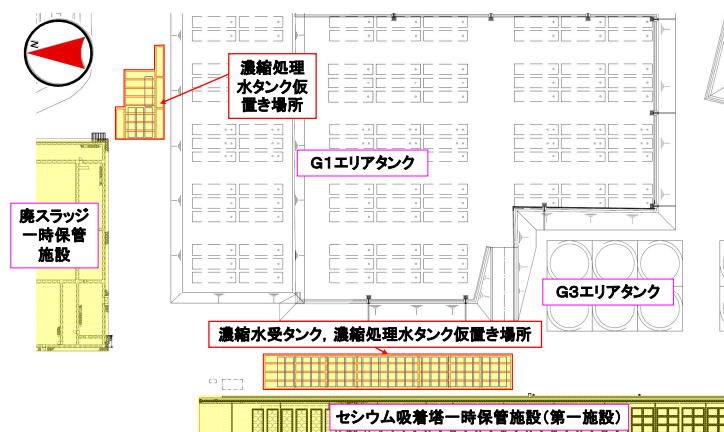 N
濃縮処理
水タンク仮
置き場所
G1エリアタンク
廃スラッジ
一時保管
施設
G3エリアタンク
濃縮水受タンク，濃縮処理水タンク仮置き場所
セシウム吸着塔一時保管施設（第一施設）